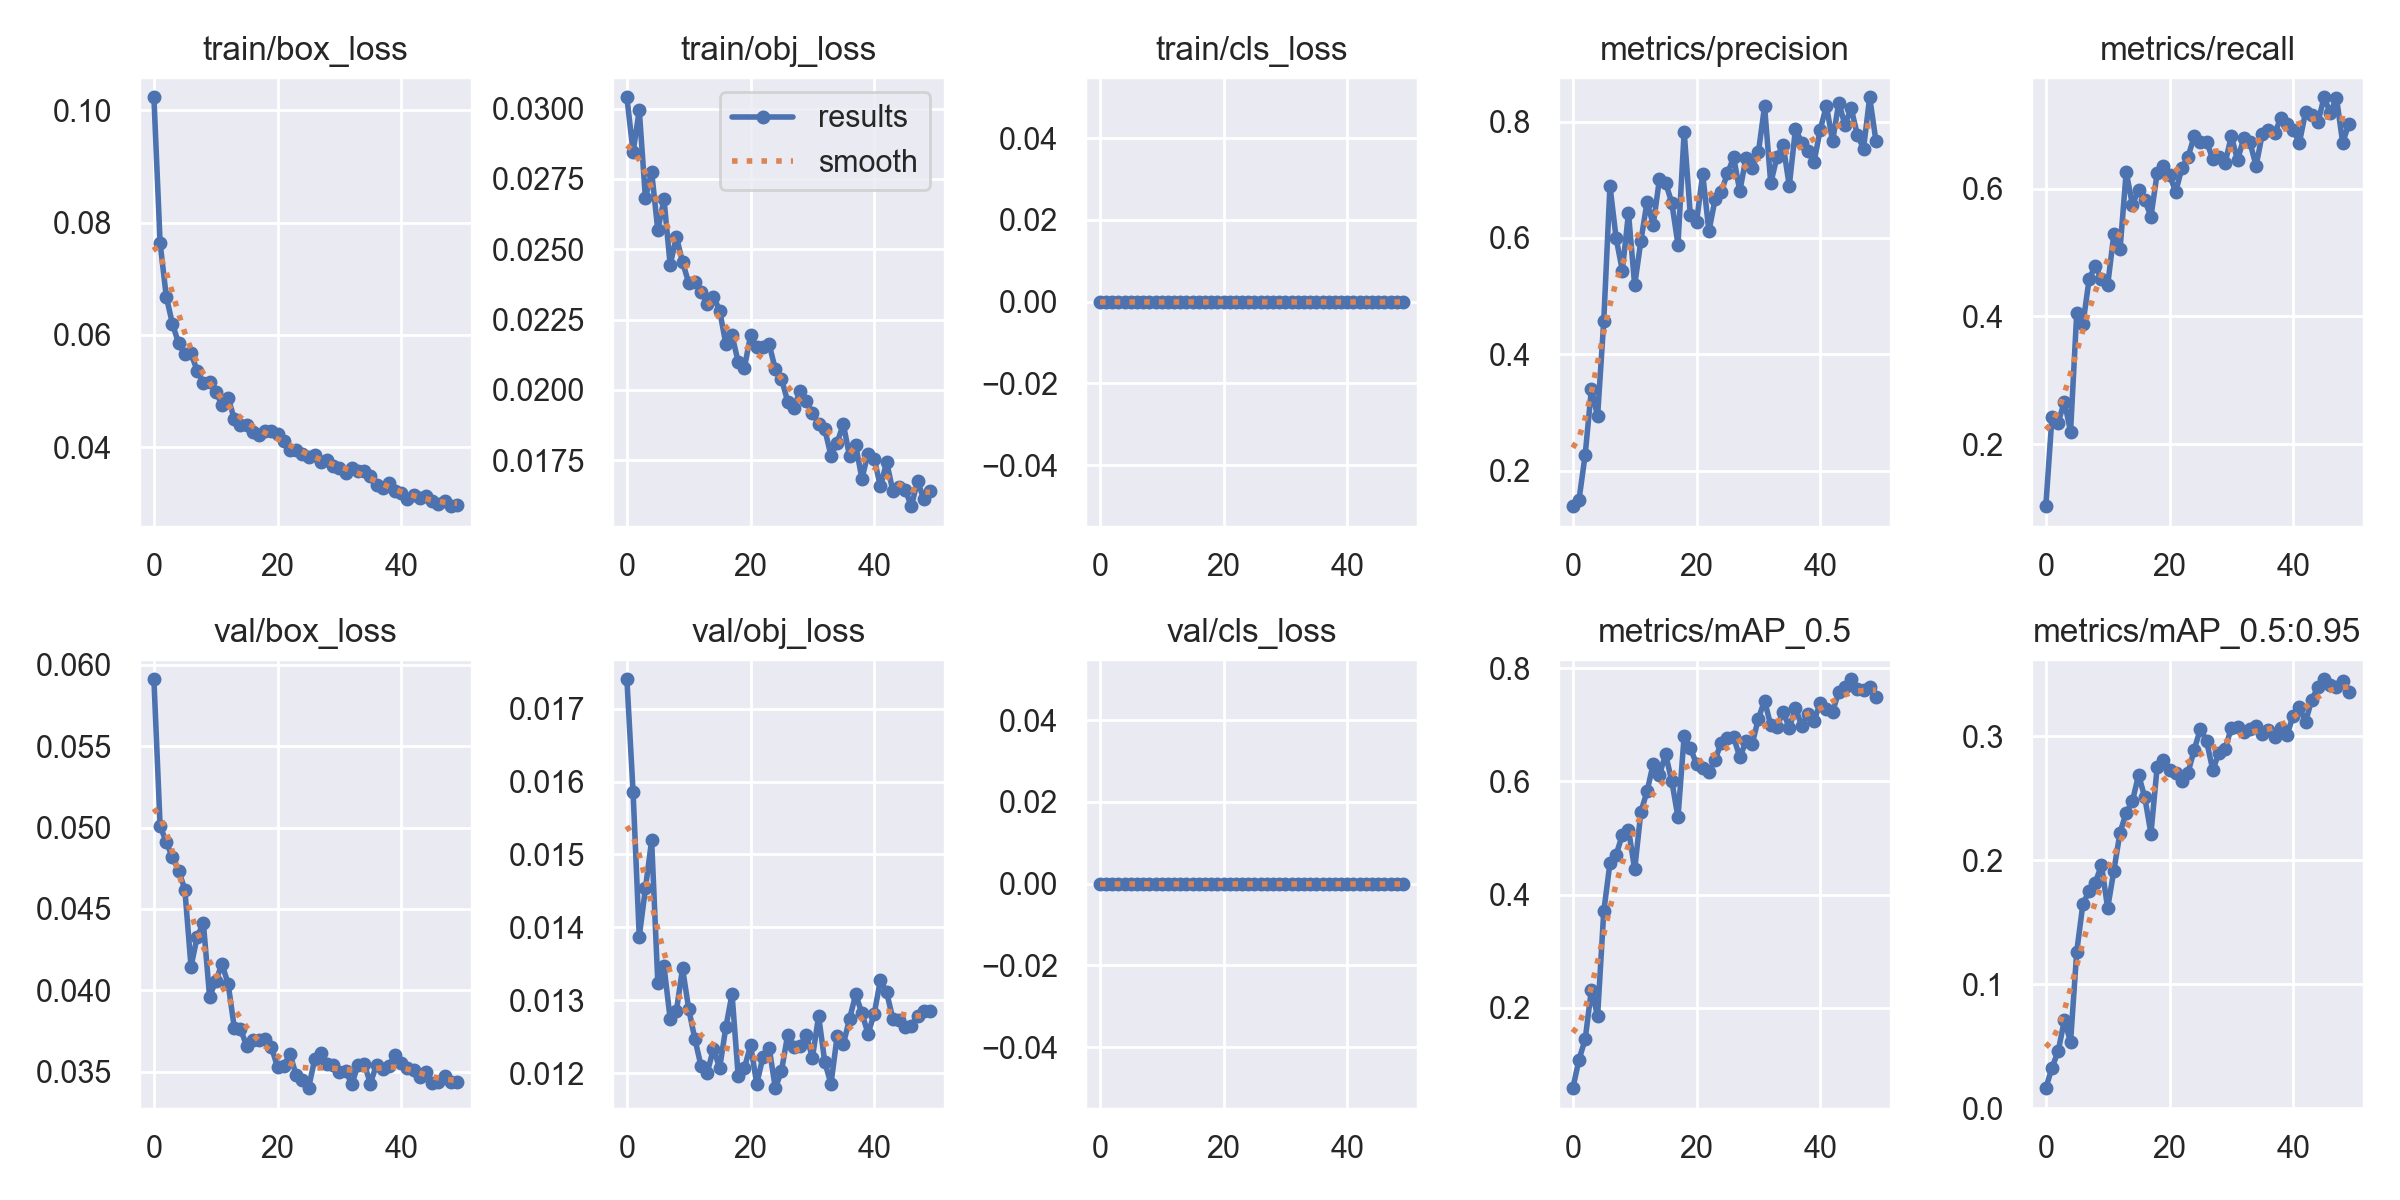 train/box_loss
0.10
0.08
0.06
0.04
0 20 40
train/obj_loss
results
smooth
0.0300
0.0275
0.0250
0.0225
0.0200
0.0175
0 20 40
train/cls_loss
0.04
0.02
0.00
−0.02
−0.04
0 20 40
metrics/precision
0.8
0.6
0.4
0.2
0 20 40
metrics/recall
0.6
0.4
0.2
0 20 40
val/box_loss
0.060
0.055
0.050
0.045
0.040
0.035
0 20 40
val/obj_loss
0.017
0.016
0.015
0.014
0.013
0.012
0 20 40
val/cls_loss
0.04
0.02
0.00
−0.02
−0.04
0 20 40
metrics/mAP_0.5
0.8
0.6
0.4
0.2
0 20 40
metrics/mAP_0.5:0.95
0.3
0.2
0.1
0.0
0 20 40